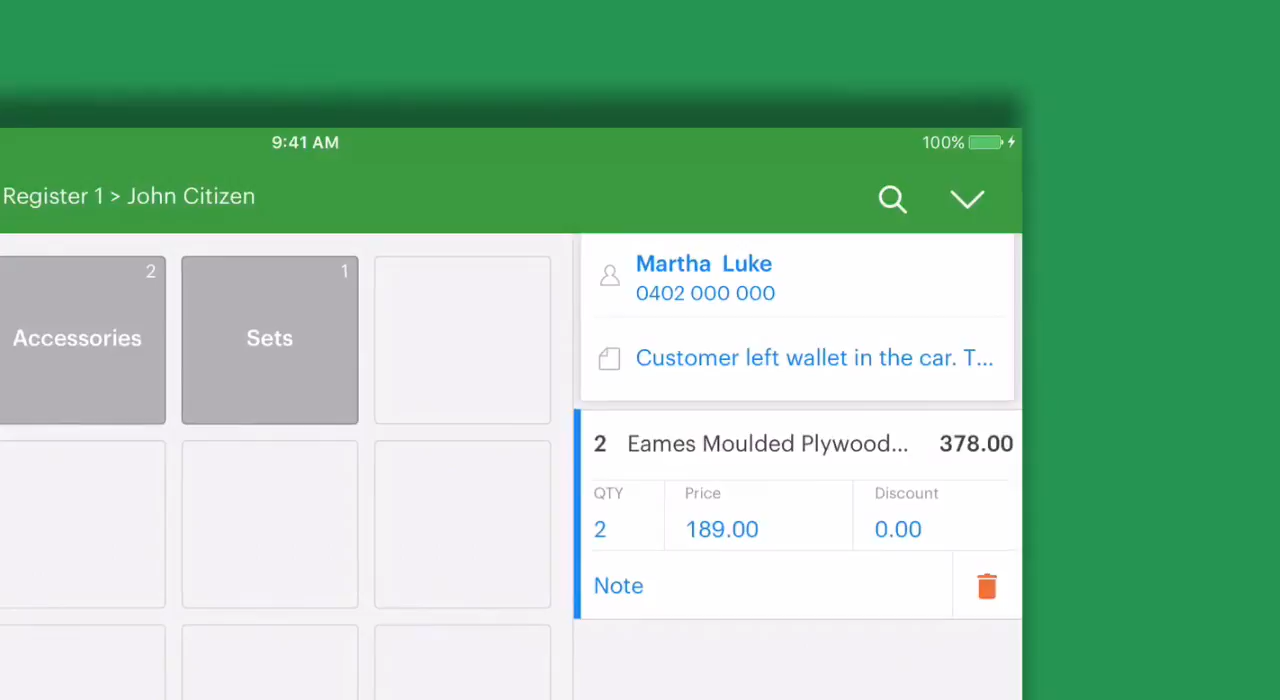 9:41 AM
100%
Register 1 > John Citizen
2
Accessories
1
Sets
Martha Luke
0402 000 000
Customer left wallet in the car. T...
2 Eames Moulded Plywood... 378.00
QTY Price Discount
2 189.00 0.00
Note